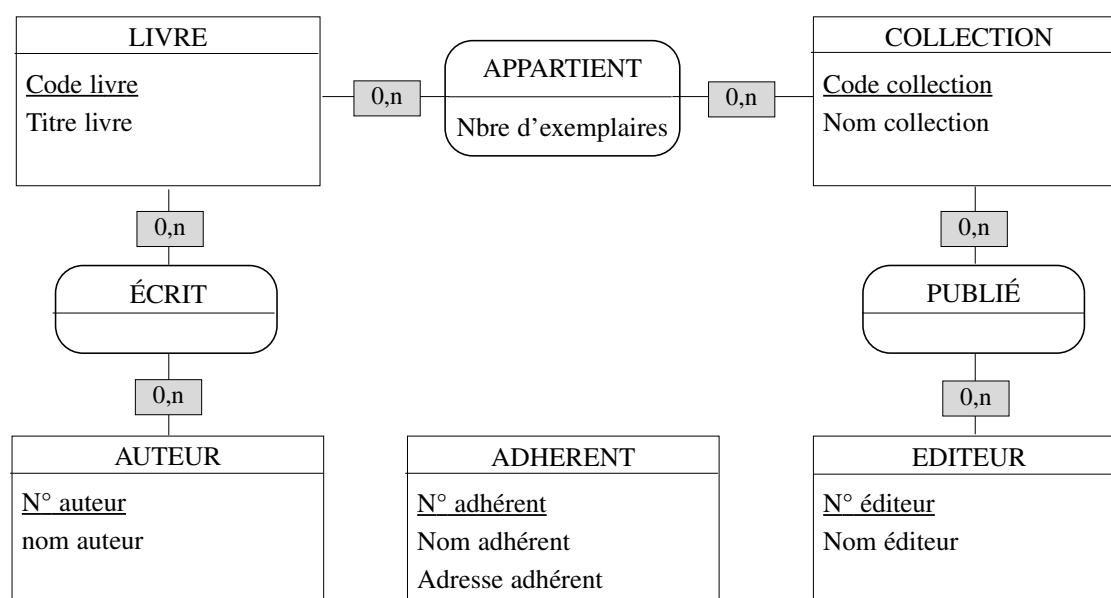 LIVRE
Code livre
Titre livre
0,n
APPARTIENT
Nbre d'exemplaires
0,n
COLLECTION
Code collection
Nom collection
0,n
ÉCRIT
0,n
0,n
PUBLIÉ
0,n
AUTEUR
N° auteur
nom auteur
ADHERENT
N° adhérent
Nom adhérent
Adresse adhérent
EDITEUR
N° éditeur
Nom éditeur